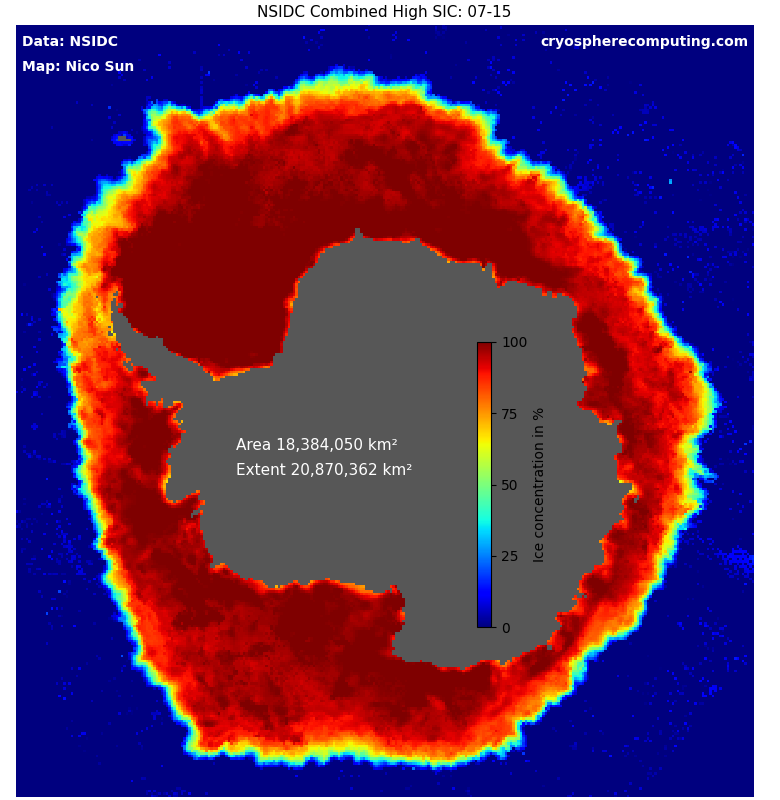 NSIDC Combined High SIC: 07-15
Data: NSIDC
cryospherecomputing.com
Map: Nico Sun
100
75
50
25
0
Ice concentration in %
Area 18,384,050 km²
Extent 20,870,362 km²